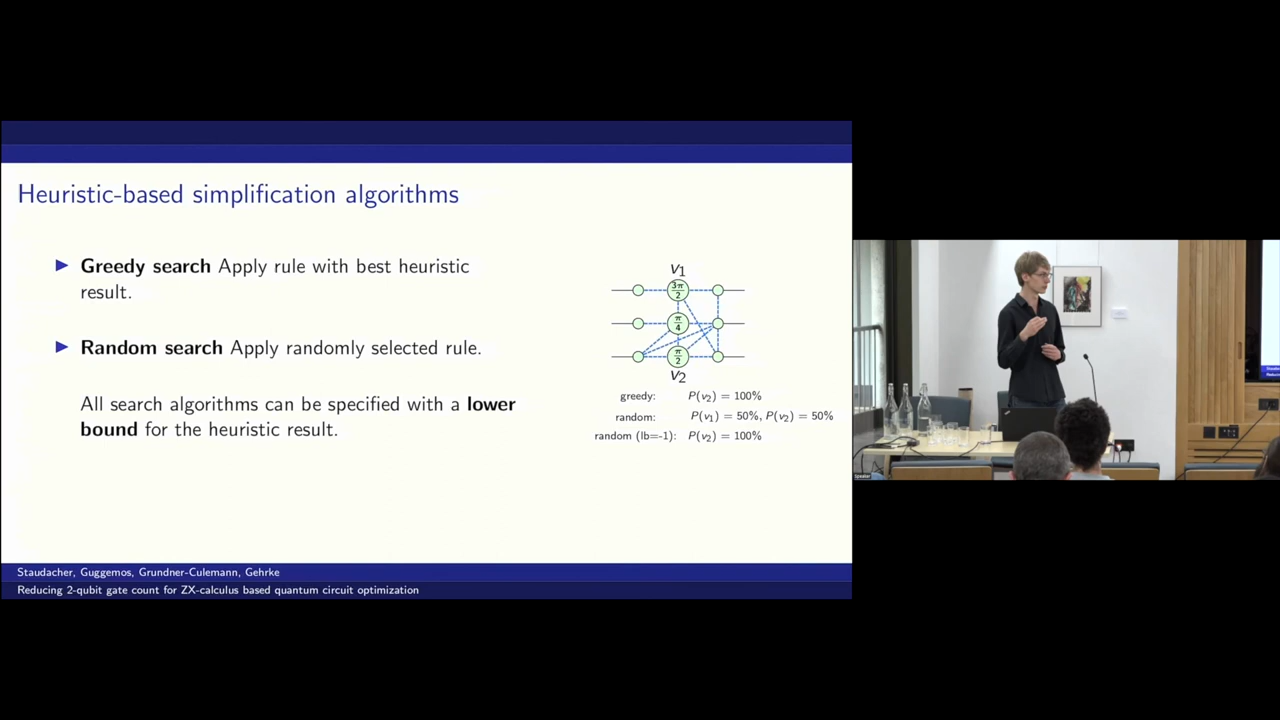 Heuristic-based simplification algorithms
▶ Greedy search Apply rule with best heuristic
result.
▶ Random search Apply randomly selected rule.
All search algorithms can be specified with a lower
bound for the heuristic result.
v1
3π/2
π/4
π/2
v2
greedy: P(v2) = 100%
random: P(v1) = 50%, P(v2) = 50%
random (lb=-1): P(v2) = 100%
Staudacher, Guggemos, Grundner-Culemann, Gehrke
Reducing 2-qubit gate count for ZX-calculus based quantum circuit optimization
Speaker